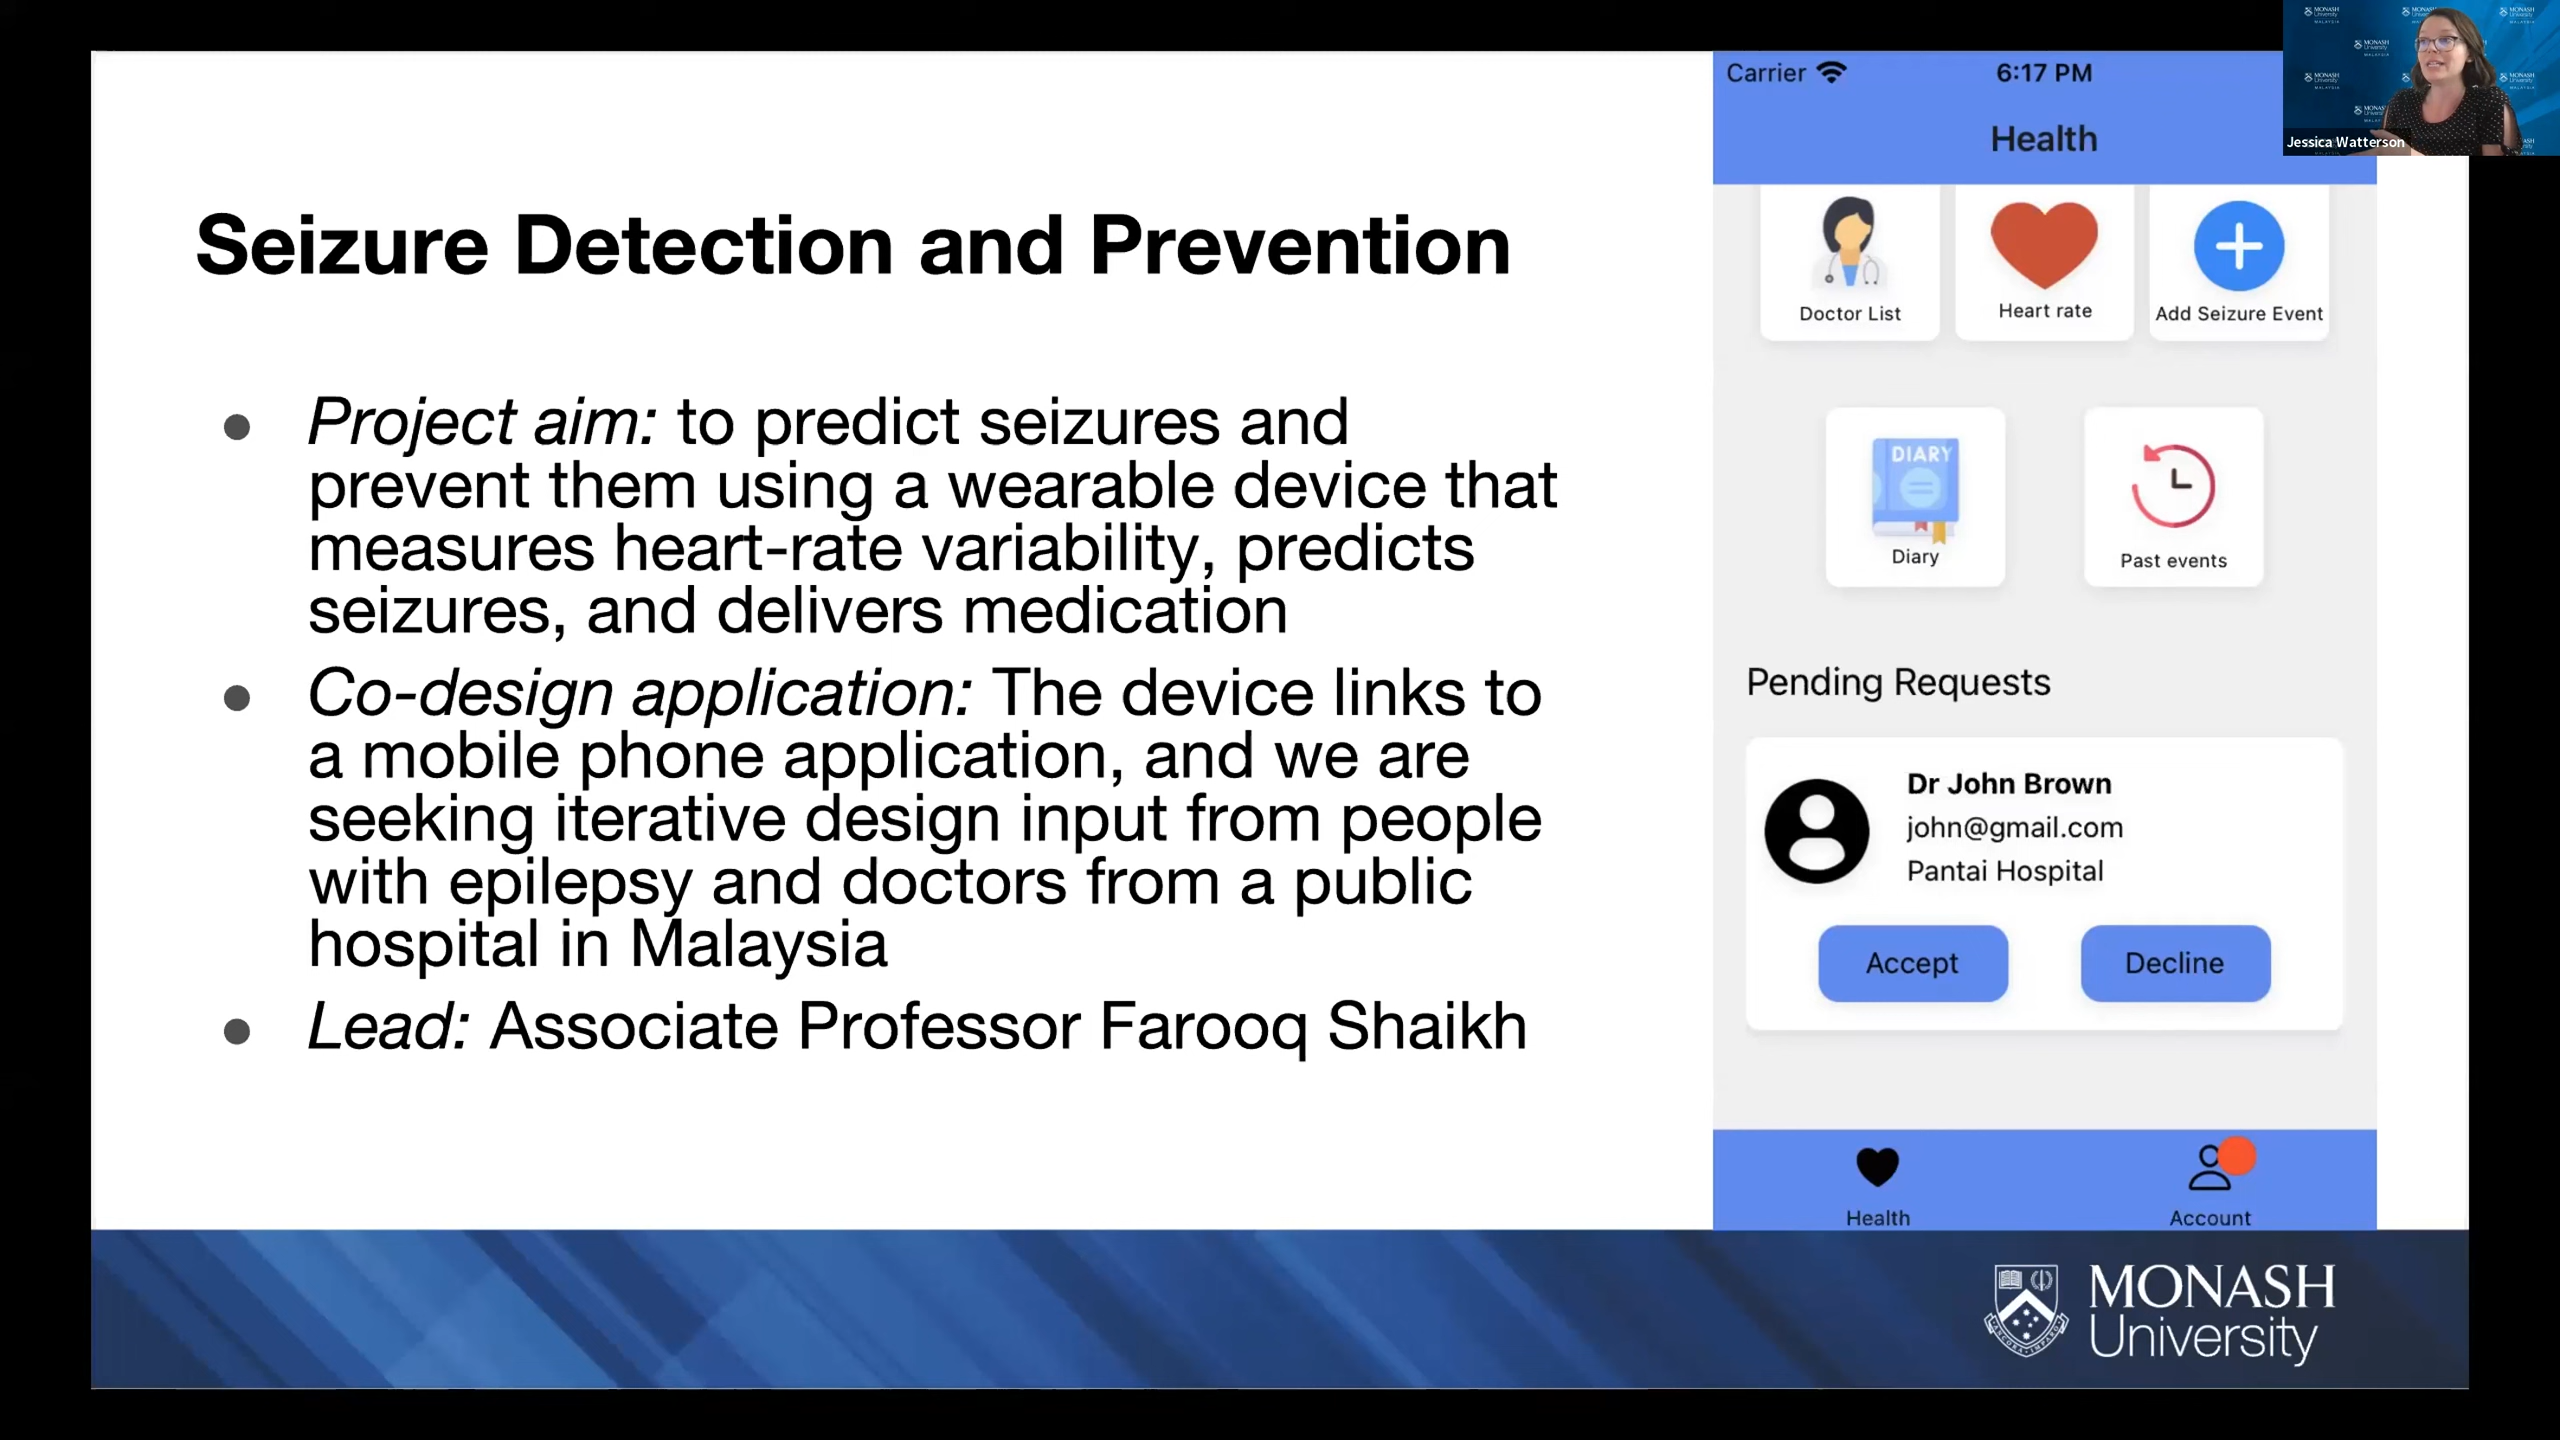 Seizure Detection and Prevention
Project aim: to predict seizures and
prevent them using a wearable device that
measures heart-rate variability, predicts
seizures, and delivers medication
Co-design application: The device links to
a mobile phone application, and we are
seeking iterative design input from people
with epilepsy and doctors from a public
hospital in Malaysia
Lead: Associate Professor Farooq Shaikh
Carrier 6:17 PM
Health
Doctor List
Heart rate
Add Seizure Event
DIARY
Diary
Past events
Pending Requests
Dr John Brown
john@gmail.com
Pantai Hospital
Accept
Decline
Health
Account
MONASH
University
Jessica Watterson
MONASH
University
MALAYSIA